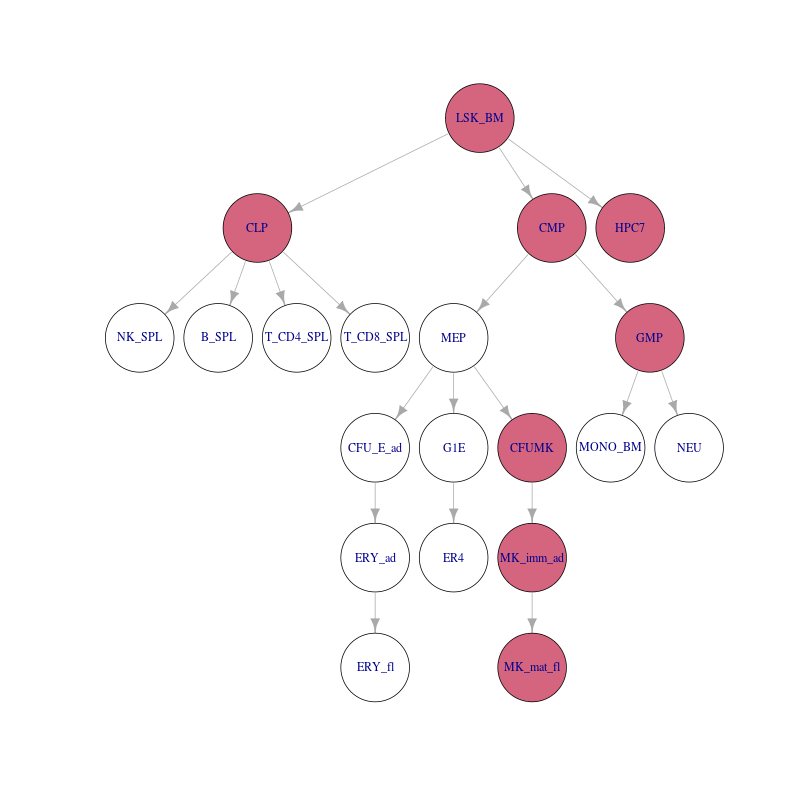 LSK_BM
CLP
CMP
HPC7
NK_SPL
B_SPL
T_CD4_SPL
T_CD8_SPL
MEP
GMP
CFU_E_ad
G1E
CFUMK
MONO_BM
NEU
ERY_ad
ER4
MK_imm_ad
ERY_fl
MK_mat_fl